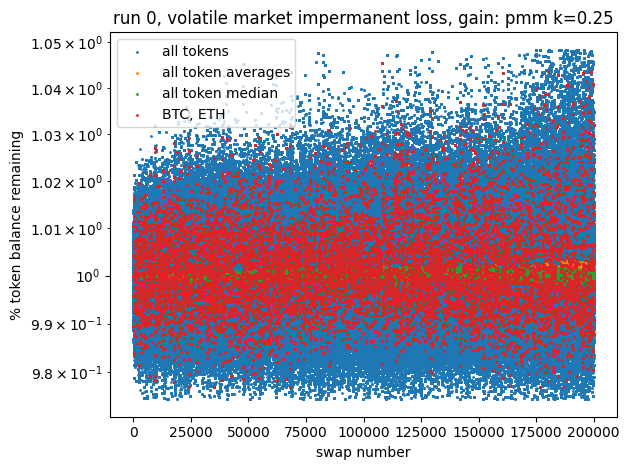 run 0, volatile market impermanent loss, gain: pmm k=0.25
% token balance remaining
1.05 × 10⁰
1.04 × 10⁰
1.03 × 10⁰
1.02 × 10⁰
1.01 × 10⁰
10⁰
9.9 × 10⁻¹
9.8 × 10⁻¹
all tokens
all token averages
all token median
BTC, ETH
0 25000 50000 75000 100000 125000 150000 175000 200000
swap number